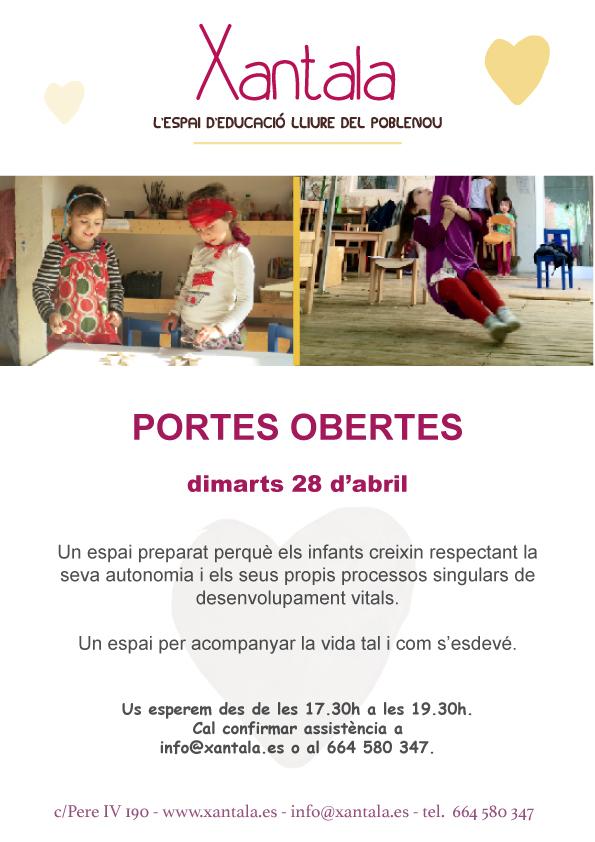 Xantala
L'ESPAI D'EDUCACIÓ LLIURE DEL POBLENOU
PORTES OBERTES
dimarts 28 d'abril
Un espai preparat perquè els infants creixin respectant la
seva autonomia i els seus propis processos singulars de
desenvolupament vitals.
Un espai per acompanyar la vida tal i com s'esdevé.
Us esperem des de les 17.30h a les 19.30h.
Cal confirmar assistència a
info@xantala.es o al 664 580 347.
c/Pere IV 190 - www.xantala.es - info@xantala.es - tel. 664 580 347